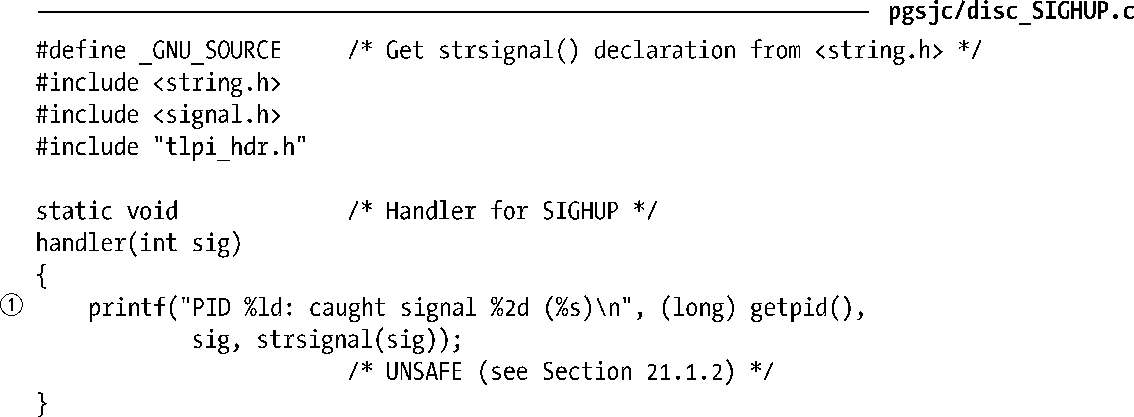 pgsjc/disc_SIGHUP.c
#define _GNU_SOURCE     /* Get strsignal() declaration from <string.h> */
#include <string.h>
#include <signal.h>
#include "tlpi_hdr.h"

static void             /* Handler for SIGHUP */
handler(int sig)
{
① printf("PID %ld: caught signal %2d (%s)\n", (long) getpid(),
            sig, strsignal(sig));
                        /* UNSAFE (see Section 21.1.2) */
}